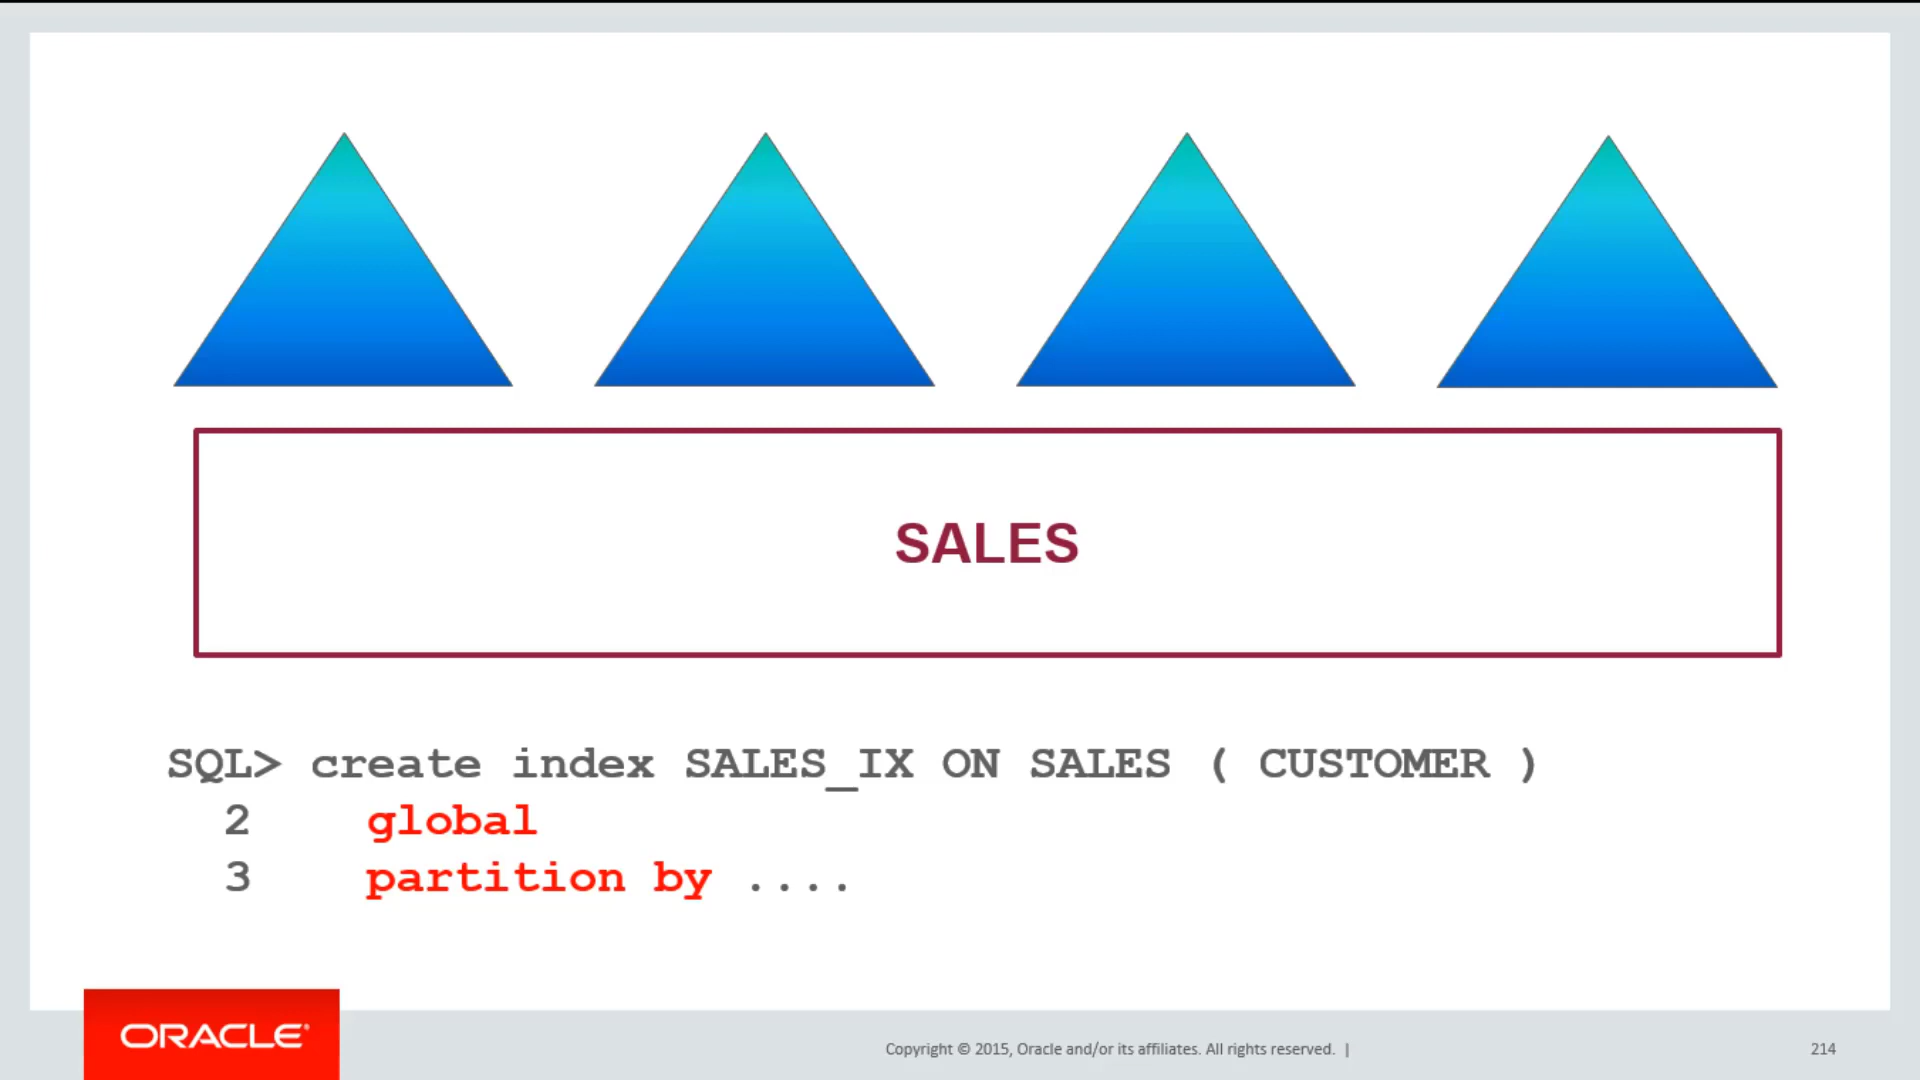 SALES
SQL> create index SALES_IX ON SALES ( CUSTOMER )
2 global
3 partition by ....
ORACLE
Copyright © 2015, Oracle and/or its affiliates. All rights reserved. |
214